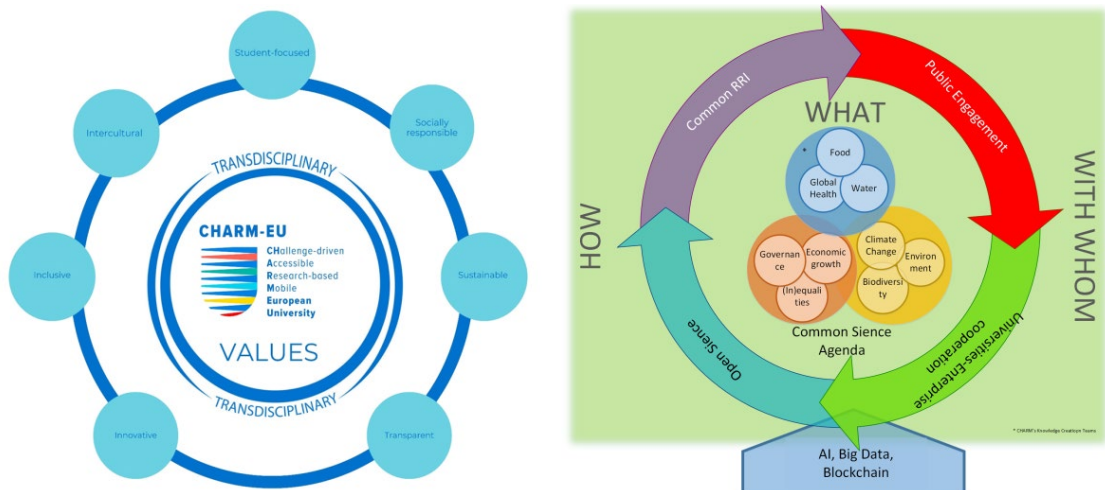 Student-focused
Intercultural
Socially
responsible
Inclusive
Sustainable
Innovative
Transparent
TRANSDISCIPLINARY
CHARM-EU
CHallenge-driven
Accessible
Research-based
Mobile
European
University
VALUES
TRANSDISCIPLINARY
HOW
WHAT
WITH WHOM
Common RRI
Public Engagement
Universities-Enterprise
cooperation
Open Sience
*
Food
Global
Health
Water
Governan
ce
Economic
growth
(In)equali
ties
Climate
Change
Environ
ment
Biodiversi
ty
Common Sience
Agenda
* CHARM's Knowledge Creatioyn Teams
AI, Big Data,
Blockchain